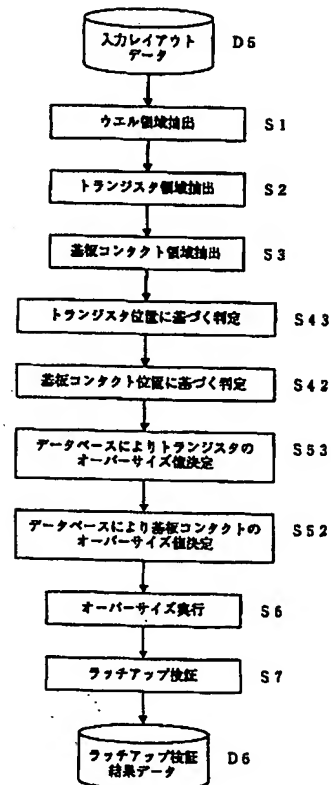 入力レイアウト
データ
D5
ウエル領域抽出
S1
トランジスタ領域抽出
S2
基板コンタクト領域抽出
S3
トランジスタ位置に基づく判定
S43
基板コンタクト位置に基づく判定
S42
データベースによりトランジスタの
オーバーサイズ値決定
S53
データベースにより基板コンタクトの
オーバーサイズ値決定
S52
オーバーサイズ実行
S6
ラッチアップ検証
S7
ラッチアップ検証
結果データ
D6